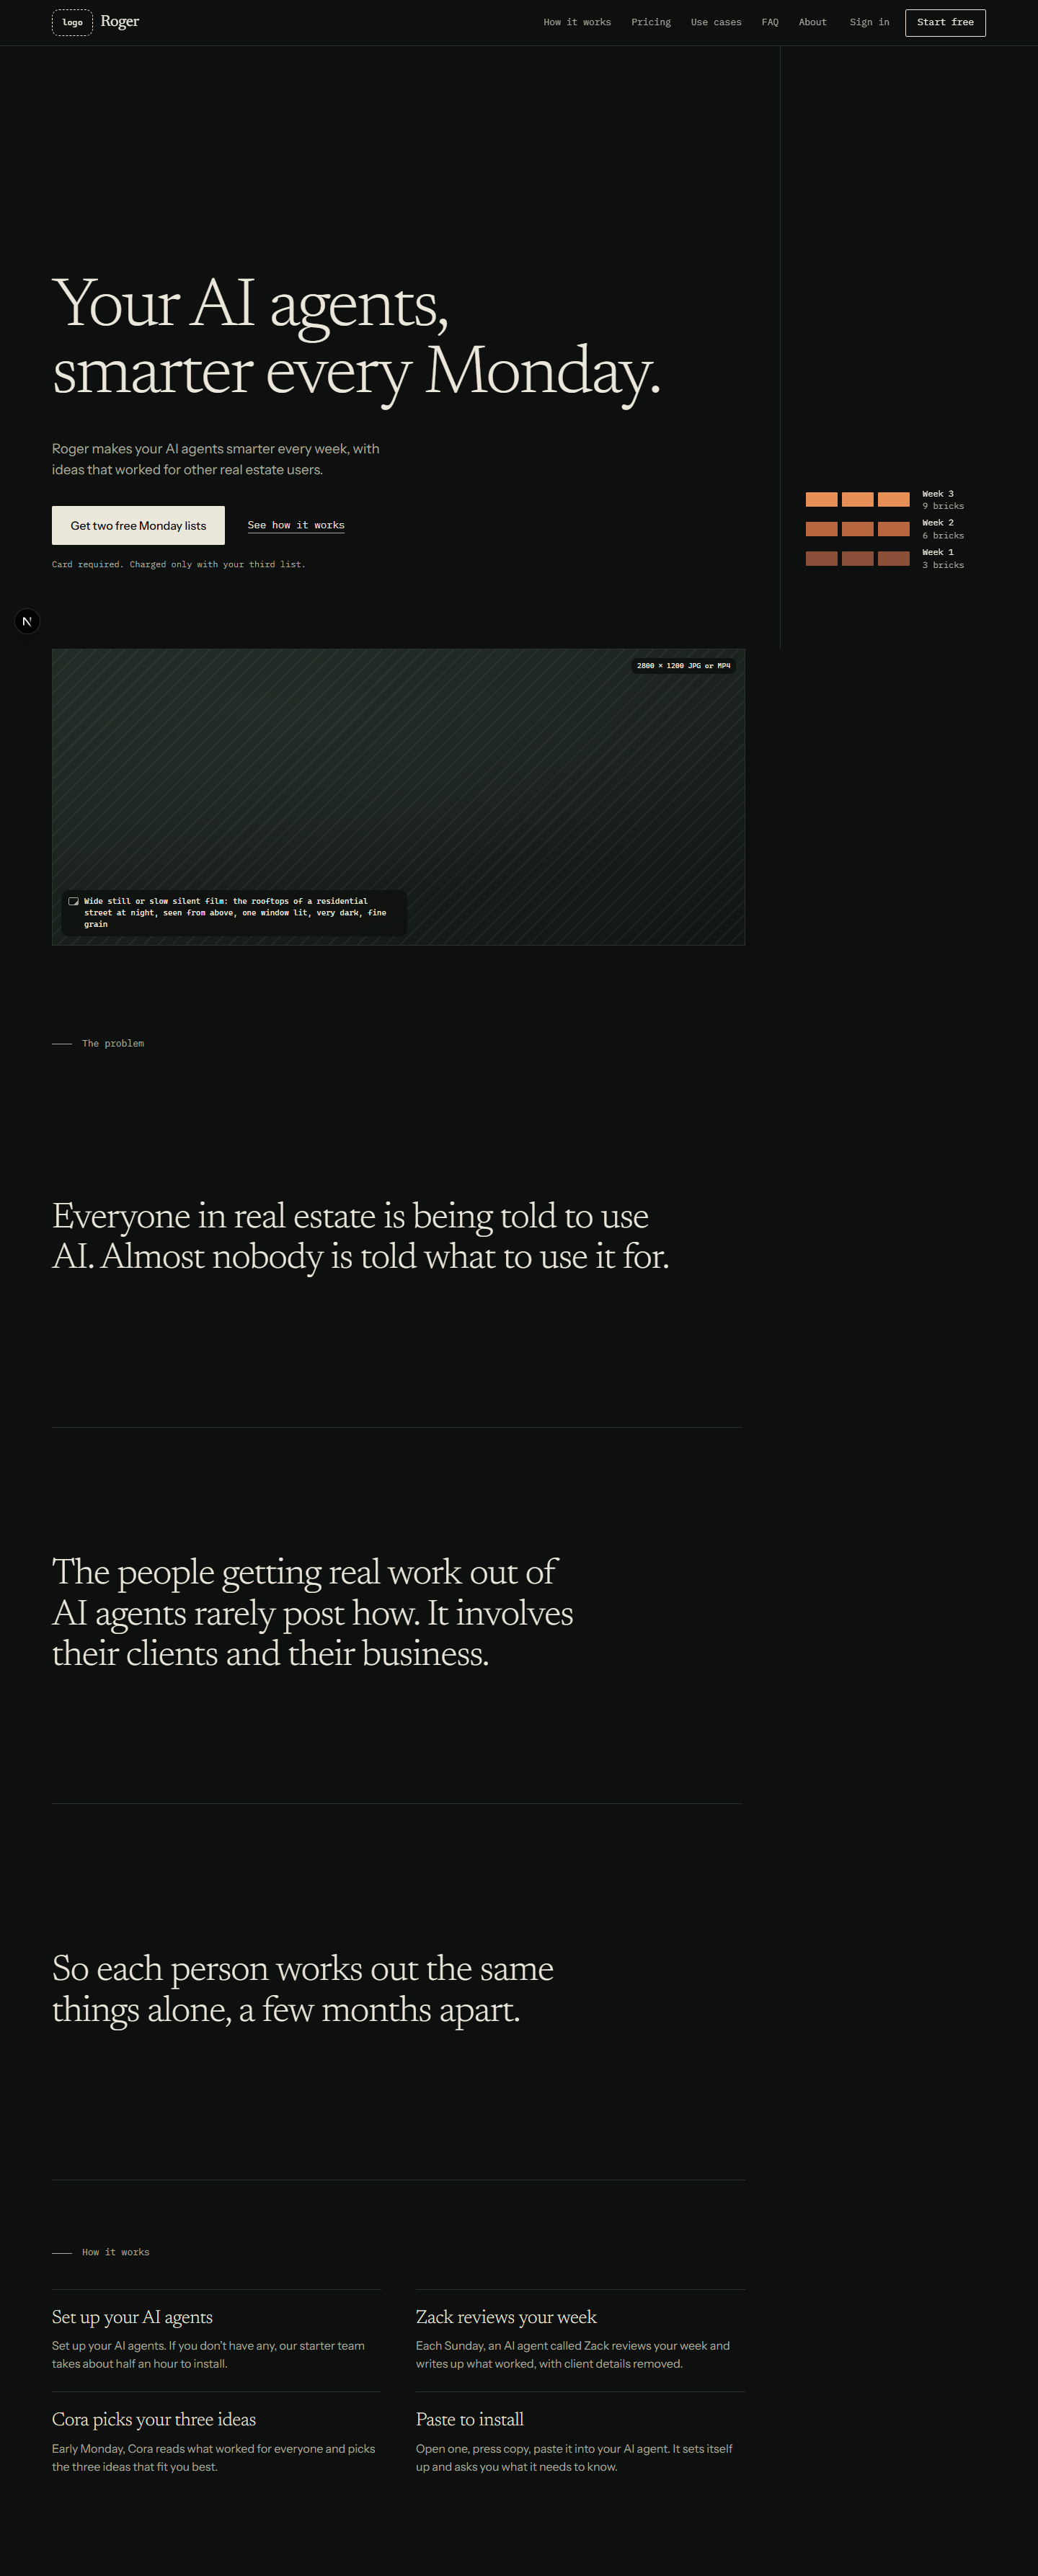 logo Roger How it works Pricing Use cases FAQ About Sign in Start free
Your AI agents,
smarter every Monday.
Roger makes your AI agents smarter every week, with
ideas that worked for other real estate users.
Get two free Monday lists See how it works
Card required. Charged only with your third list.
Week 3
9 bricks
Week 2
6 bricks
Week 1
3 bricks
N
2800 × 1200 JPG or MP4
Wide still or slow silent film: the rooftops of a residential
street at night, seen from above, one window lit, very dark, fine
grain
The problem
Everyone in real estate is being told to use
AI. Almost nobody is told what to use it for.
The people getting real work out of
AI agents rarely post how. It involves
their clients and their business.
So each person works out the same
things alone, a few months apart.
How it works
Set up your AI agents
Set up your AI agents. If you don't have any, our starter team
takes about half an hour to install.
Zack reviews your week
Each Sunday, an AI agent called Zack reviews your week and
writes up what worked, with client details removed.
Cora picks your three ideas
Early Monday, Cora reads what worked for everyone and picks
the three ideas that fit you best.
Paste to install
Open one, press copy, paste it into your AI agent. It sets itself
up and asks you what it needs to know.